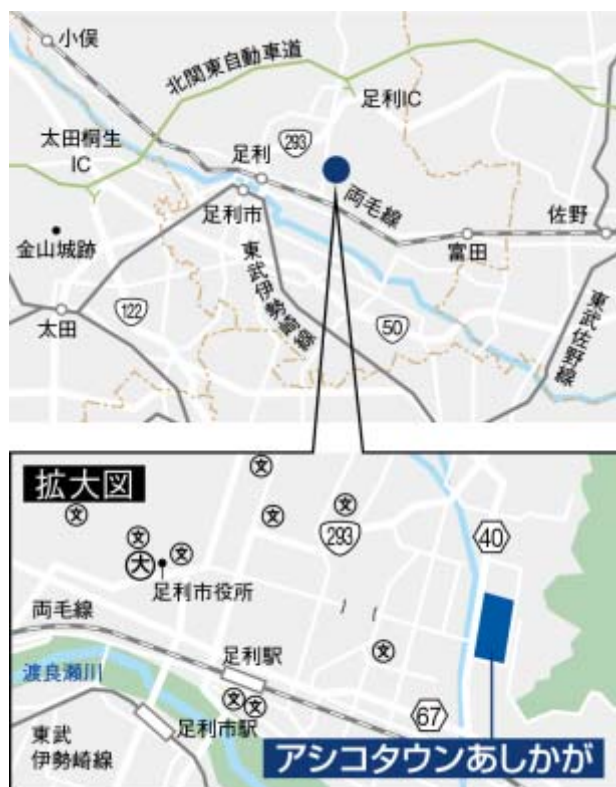 小俣
北関東自動車道
足利IC
太田桐生
IC
足利
293
両毛線
佐野
足利市
金山城跡
富田
東武伊勢崎線
122
50
太田
東武佐野線
拡大図
文
文
文
文
文
文
大
293
40
足利市役所
両毛線
足利駅
文
渡良瀬川
文
文
67
足利市駅
東武
伊勢崎線
アシコタウンあしかが